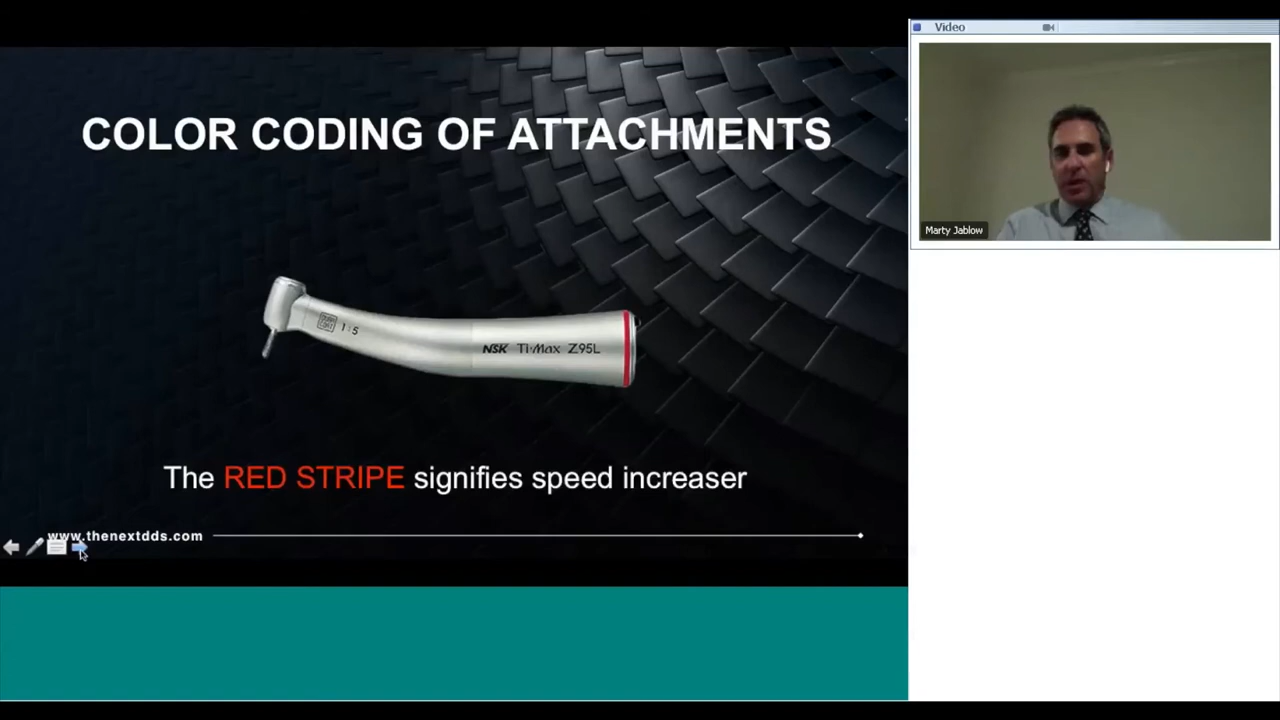 Video
COLOR CODING OF ATTACHMENTS
Marty Jablow
1:5
NSK Ti-Max Z95L
The RED STRIPE signifies speed increaser
www.thenextdds.com